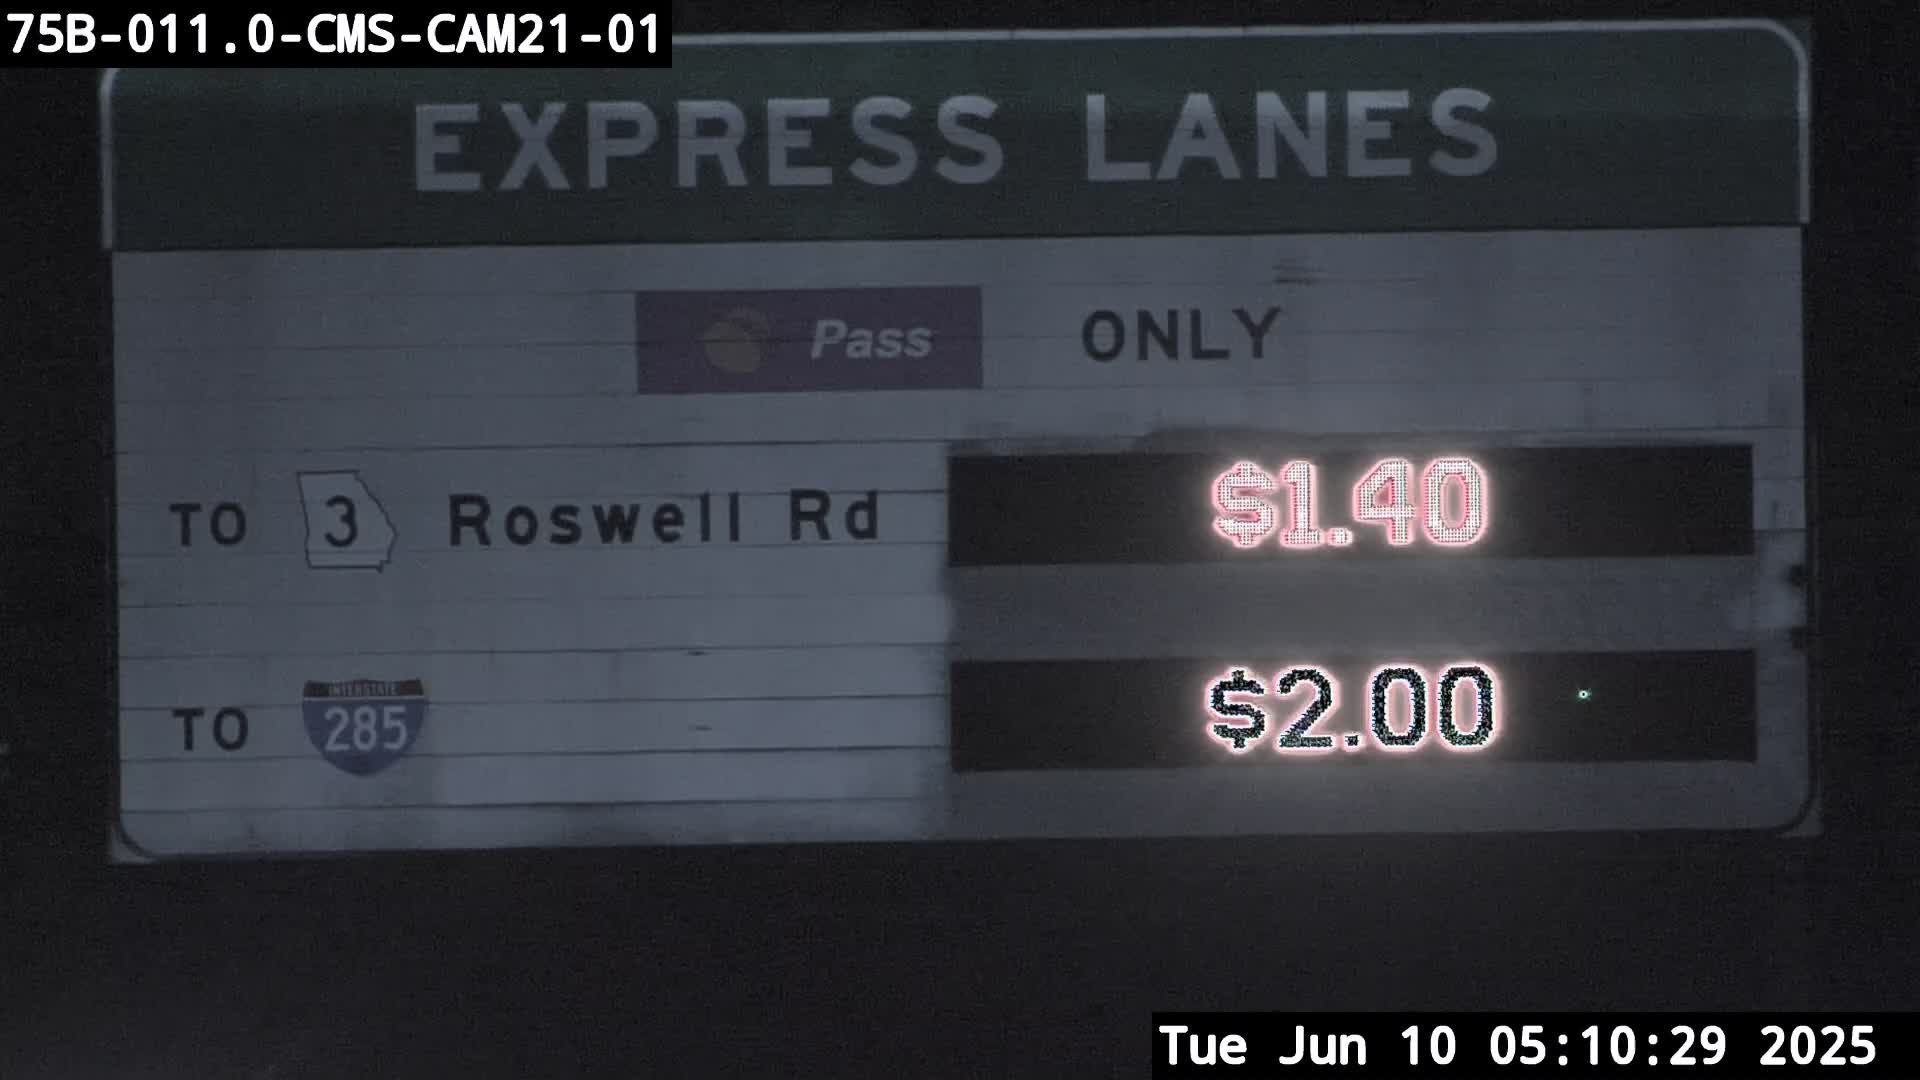 75B-011.0-CMS-CAM21-01
EXPRESS LANES
Pass ONLY
TO 3 Roswell Rd $1.40
INTERSTATE
TO 285 $2.00
Tue Jun 10 05:10:29 2025